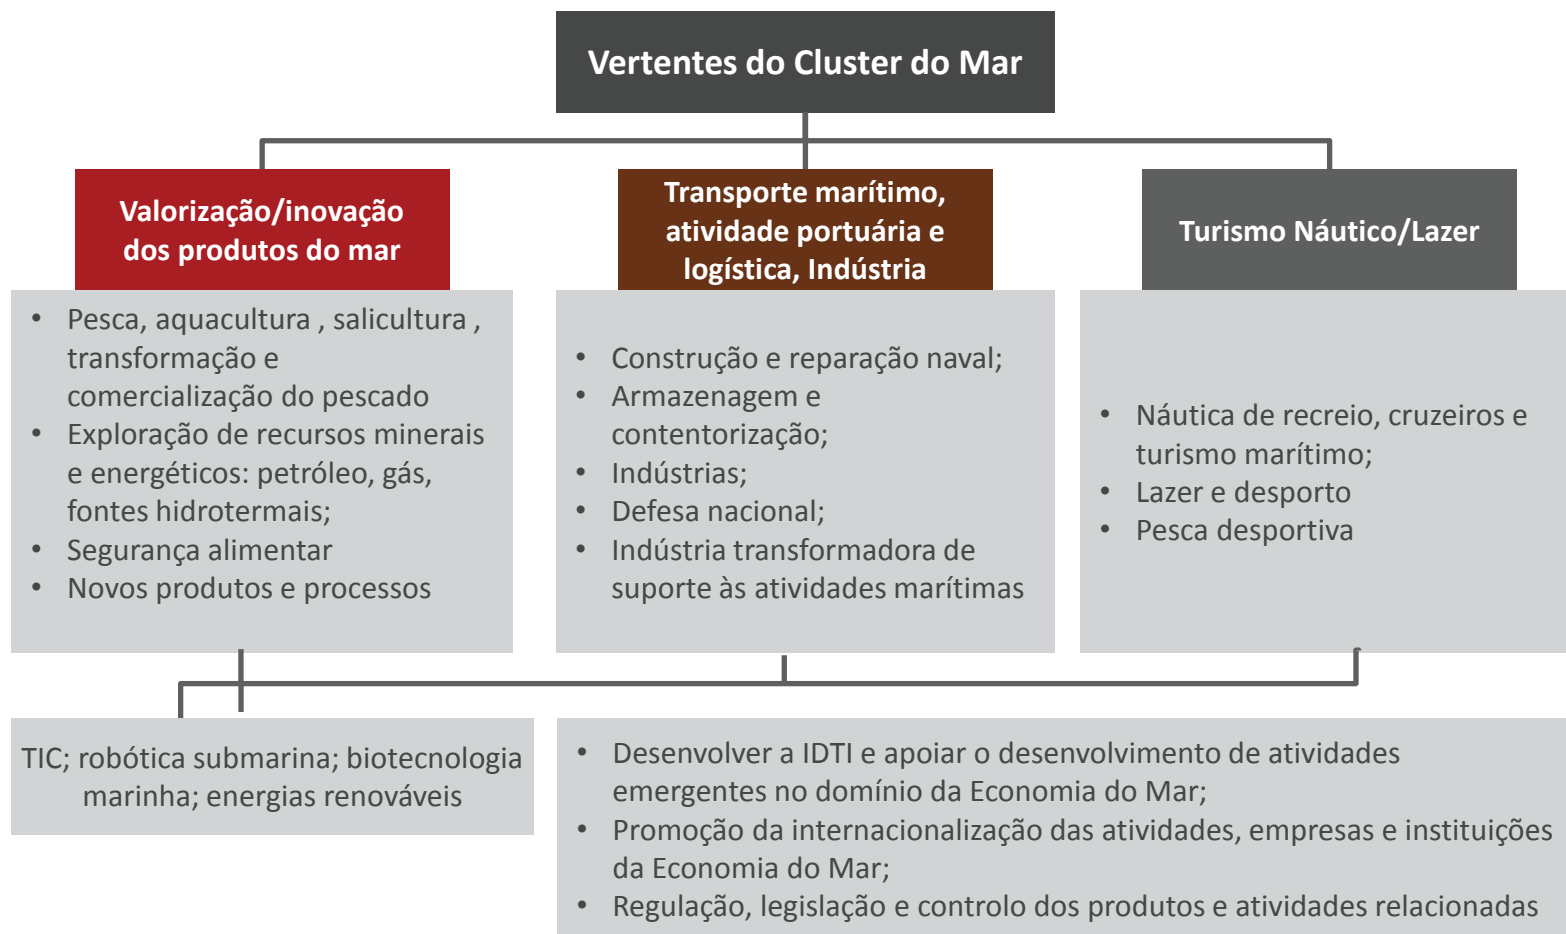 Vertentes do Cluster do Mar
Valorização/inovação
dos produtos do mar
• Pesca, aquacultura , salicultura ,
transformação e
comercialização do pescado
• Exploração de recursos minerais
e energéticos: petróleo, gás,
fontes hidrotermais;
• Segurança alimentar
• Novos produtos e processos
Transporte marítimo,
atividade portuária e
logística, Indústria
• Construção e reparação naval;
• Armazenagem e
contentorização;
• Indústrias;
• Defesa nacional;
• Indústria transformadora de
suporte às atividades marítimas
Turismo Náutico/Lazer
• Náutica de recreio, cruzeiros e
turismo marítimo;
• Lazer e desporto
• Pesca desportiva
TIC; robótica submarina; biotecnologia
marinha; energias renováveis
• Desenvolver a IDTI e apoiar o desenvolvimento de atividades
emergentes no domínio da Economia do Mar;
• Promoção da internacionalização das atividades, empresas e instituições
da Economia do Mar;
• Regulação, legislação e controlo dos produtos e atividades relacionadas